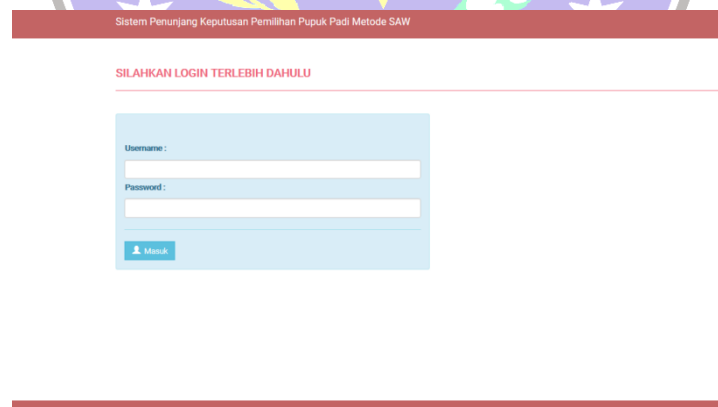 Sistem Penunjang Keputusan Pemilihan Pupuk Padi Metode SAW
SILAHKAN LOGIN TERLEBIH DAHULU
Username :
Password :
Masuk